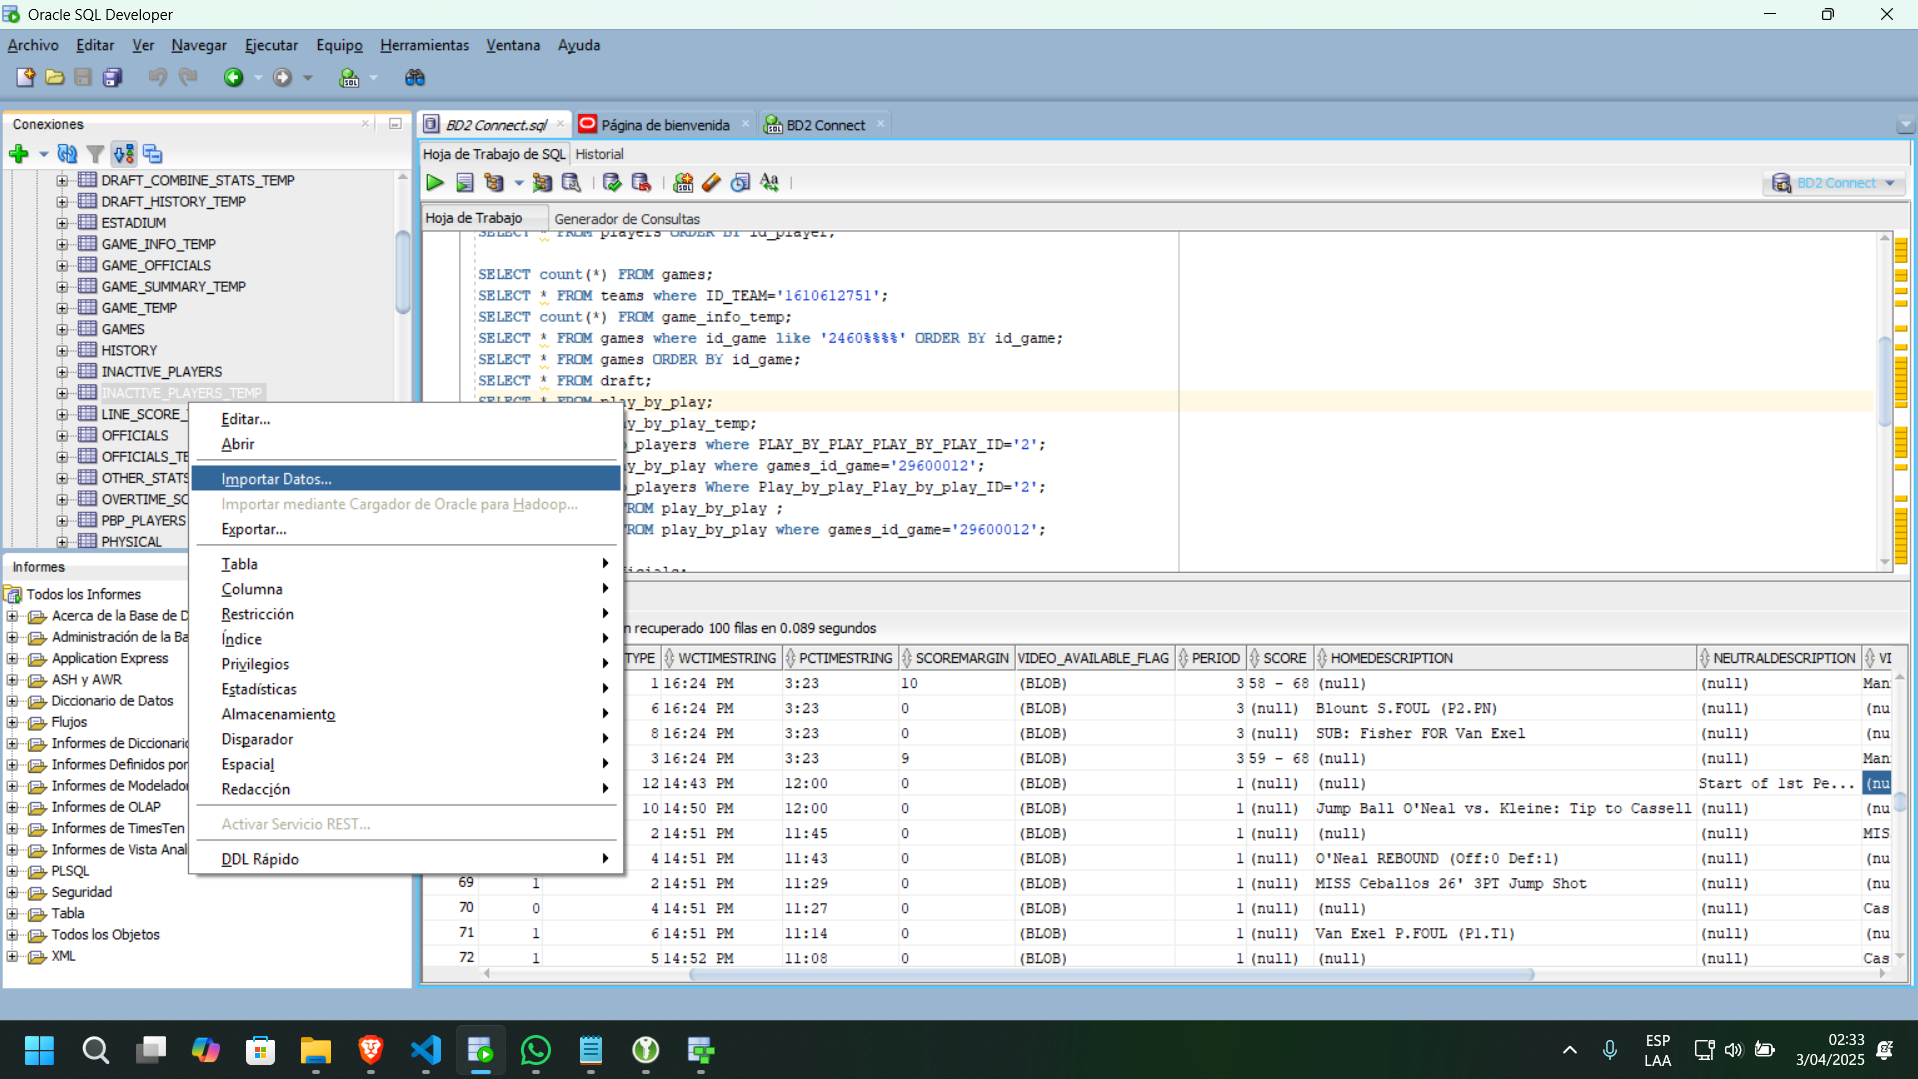 Oracle SQL Developer
Archivo Editar Ver Navegar Ejecutar Equipo Herramientas Ventana Ayuda
Conexiones
DRAFT_COMBINE_STATS_TEMP
DRAFT_HISTORY_TEMP
ESTADIUM
GAME_INFO_TEMP
GAME_OFFICIALS
GAME_SUMMARY_TEMP
GAME_TEMP
GAMES
HISTORY
INACTIVE_PLAYERS
INACTIVE_PLAYERS_TEMP
LINE_SCORE_
OFFICIALS
OFFICIALS_TE
OTHER_STATS
OVERTIME_SC
PBP_PLAYERS
PHYSICAL
Informes
Todos los Informes
Acerca de la Base de D
Administración de la Ba
Application Express
ASH y AWR
Diccionario de Datos
Flujos
Informes de Diccionario
Informes Definidos por
Informes de Modelador
Informes de OLAP
Informes de TimesTen
Informes de Vista Anal
PLSQL
Seguridad
Tabla
Todos los Objetos
XML
Editar...
Abrir
Importar Datos...
Importar mediante Cargador de Oracle para Hadoop...
Exportar...
Tabla
Columna
Restricción
Índice
Privilegios
Estadísticas
Almacenamiento
Disparador
Espacial
Redacción
Activar Servicio REST...
DDL Rápido
BD2 Connect.sql Página de bienvenida BD2 Connect
Hoja de Trabajo de SQL Historial
BD2 Connect
Hoja de Trabajo Generador de Consultas
SELECT * FROM players ORDER BY id_player;
SELECT count(*) FROM games;
SELECT * FROM teams where ID_TEAM='1610612751';
SELECT count(*) FROM game_info_temp;
SELECT * FROM games where id_game like '2460%%%%' ORDER BY id_game;
SELECT * FROM games ORDER BY id_game;
SELECT * FROM draft;
SELECT * FROM play_by_play;
y_by_play_temp;
_players where PLAY_BY_PLAY_PLAY_BY_PLAY_ID='2';
y_by_play where games_id_game='29600012';
_players Where Play_by_play_Play_by_play_ID='2';
ROM play_by_play ;
ROM play_by_play where games_id_game='29600012';
icials;
n recuperado 100 filas en 0.089 segundos
TYPE WCTIMESTRING PCTIMESTRING SCOREMARGIN VIDEO_AVAILABLE_FLAG PERIOD SCORE HOMEDESCRIPTION NEUTRALDESCRIPTION VI
1 16:24 PM 3:23 10 (BLOB) 3 58 - 68 (null) (null) Man
6 16:24 PM 3:23 0 (BLOB) 3 (null) Blount S.FOUL (P2.PN) (null) (nu
8 16:24 PM 3:23 0 (BLOB) 3 (null) SUB: Fisher FOR Van Exel (null) (nu
3 16:24 PM 3:23 9 (BLOB) 3 59 - 68 (null) (null) Man
12 14:43 PM 12:00 0 (BLOB) 1 (null) (null) Start of 1st Pe... (nu
10 14:50 PM 12:00 0 (BLOB) 1 (null) Jump Ball O'Neal vs. Kleine: Tip to Cassell (null) (nu
2 14:51 PM 11:45 0 (BLOB) 1 (null) (null) (null) MIS
4 14:51 PM 11:43 0 (BLOB) 1 (null) O'Neal REBOUND (Off:0 Def:1) (null) (nu
69 1 2 14:51 PM 11:29 0 (BLOB) 1 (null) MISS Ceballos 26' 3PT Jump Shot (null) (nu
70 0 4 14:51 PM 11:27 0 (BLOB) 1 (null) (null) (null) Cas
71 1 6 14:51 PM 11:14 0 (BLOB) 1 (null) Van Exel P.FOUL (P1.T1) (null) (nu
72 1 5 14:52 PM 11:08 0 (BLOB) 1 (null) (null) (null) Cas
ESP
LAA
02:33
3/04/2025